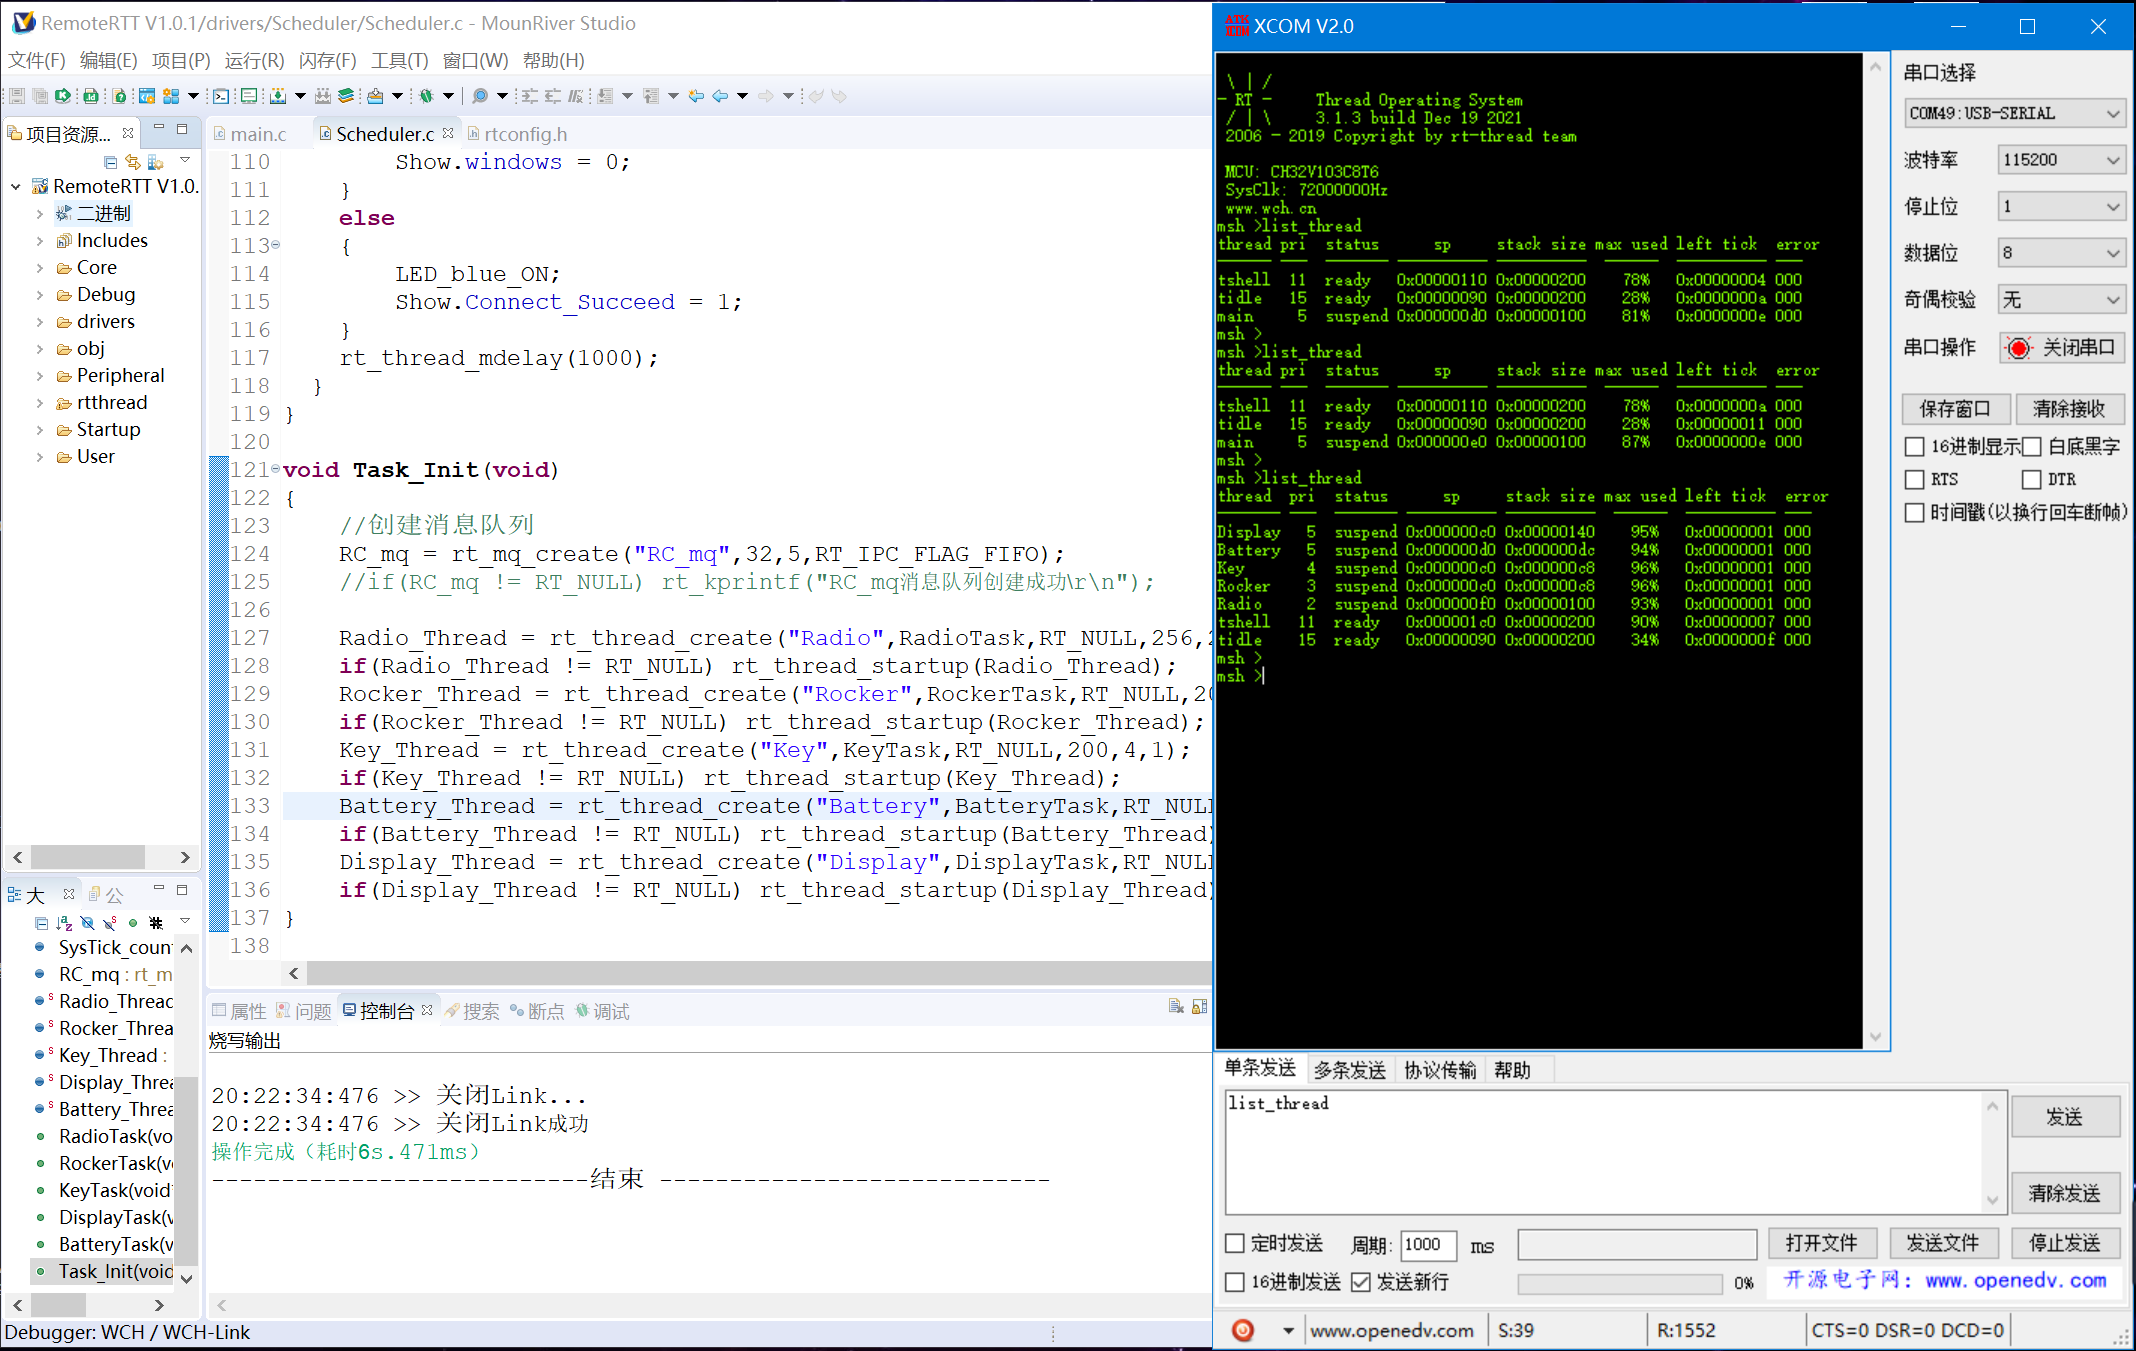 RemoteRTT V1.0.1/drivers/Scheduler/Scheduler.c - MounRiver Studio
文件(F) 编辑(E) 项目(P) 运行(R) 闪存(F) 工具(T) 窗口(W) 帮助(H)
项目资源...
RemoteRTT V1.0.
二进制
Includes
Core
Debug
drivers
obj
Peripheral
rtthread
Startup
User
大 公
SysTick_coun
RC_mq : rt_m
Radio_Threac
Rocker_Threa
Key_Thread :
Display_Threa
Battery_Threa
RadioTask(vo
RockerTask(v
KeyTask(void
DisplayTask(v
BatteryTask(v
Task_Init(void
Debugger: WCH / WCH-Link
main.c Scheduler.c rtconfig.h
110 Show.windows = 0;
111 }
112 else
113 {
114 LED_blue_ON;
115 Show.Connect_Succeed = 1;
116 }
117 rt_thread_mdelay(1000);
118 }
119 }
120
121 void Task_Init(void)
122 {
123 //创建消息队列
124 RC_mq = rt_mq_create("RC_mq",32,5,RT_IPC_FLAG_FIFO);
125 //if(RC_mq != RT_NULL) rt_kprintf("RC_mq消息队列创建成功\r\n");
126
127 Radio_Thread = rt_thread_create("Radio",RadioTask,RT_NULL,256,2
128 if(Radio_Thread != RT_NULL) rt_thread_startup(Radio_Thread);
129 Rocker_Thread = rt_thread_create("Rocker",RockerTask,RT_NULL,20
130 if(Rocker_Thread != RT_NULL) rt_thread_startup(Rocker_Thread);
131 Key_Thread = rt_thread_create("Key",KeyTask,RT_NULL,200,4,1);
132 if(Key_Thread != RT_NULL) rt_thread_startup(Key_Thread);
133 Battery_Thread = rt_thread_create("Battery",BatteryTask,RT_NULL
134 if(Battery_Thread != RT_NULL) rt_thread_startup(Battery_Thread)
135 Display_Thread = rt_thread_create("Display",DisplayTask,RT_NULL
136 if(Display_Thread != RT_NULL) rt_thread_startup(Display_Thread)
137 }
138
属性 问题 控制台 搜索 断点 调试
烧写输出
20:22:34:476 >> 关闭Link...
20:22:34:476 >> 关闭Link成功
操作完成（耗时6s.471ms）
---------------------------结束 ----------------------------
XCOM V2.0
\ | /
- RT - Thread Operating System
/ | \ 3.1.3 build Dec 19 2021
2006 - 2019 Copyright by rt-thread team
MCU: CH32V103C8T6
SysClk: 72000000Hz
www.wch.cn
msh >list_thread
thread pri status sp stack size max used left tick error
tshell 11 ready 0x00000110 0x00000200 78% 0x00000004 000
tidle 15 ready 0x00000090 0x00000200 28% 0x0000000a 000
main 5 suspend 0x000000d0 0x00000100 81% 0x0000000e 000
msh >
msh >list_thread
thread pri status sp stack size max used left tick error
tshell 11 ready 0x00000110 0x00000200 78% 0x0000000a 000
tidle 15 ready 0x00000090 0x00000200 28% 0x00000011 000
main 5 suspend 0x000000e0 0x00000100 87% 0x0000000e 000
msh >
msh >list_thread
thread pri status sp stack size max used left tick error
Display 5 suspend 0x000000c0 0x00000140 95% 0x00000001 000
Battery 5 suspend 0x000000d0 0x000000dc 94% 0x00000001 000
Key 4 suspend 0x000000c0 0x000000c8 96% 0x00000001 000
Rocker 3 suspend 0x000000c0 0x000000c8 96% 0x00000001 000
Radio 2 suspend 0x000000f0 0x00000100 93% 0x00000001 000
tshell 11 ready 0x000001c0 0x00000200 90% 0x00000007 000
tidle 15 ready 0x00000090 0x00000200 34% 0x0000000f 000
msh >
msh >
串口选择
COM49:USB-SERIAL
波特率 115200
停止位 1
数据位 8
奇偶校验 无
串口操作 关闭串口
保存窗口 清除接收
16进制显示 白底黑字
RTS DTR
时间戳(以换行回车断帧)
单条发送 多条发送 协议传输 帮助
list_thread
发送
清除发送
定时发送 周期: 1000 ms 打开文件 发送文件 停止发送
16进制发送 发送新行 0% 开源电子网：www.openedv.com
www.openedv.com S:39 R:1552 CTS=0 DSR=0 DCD=0